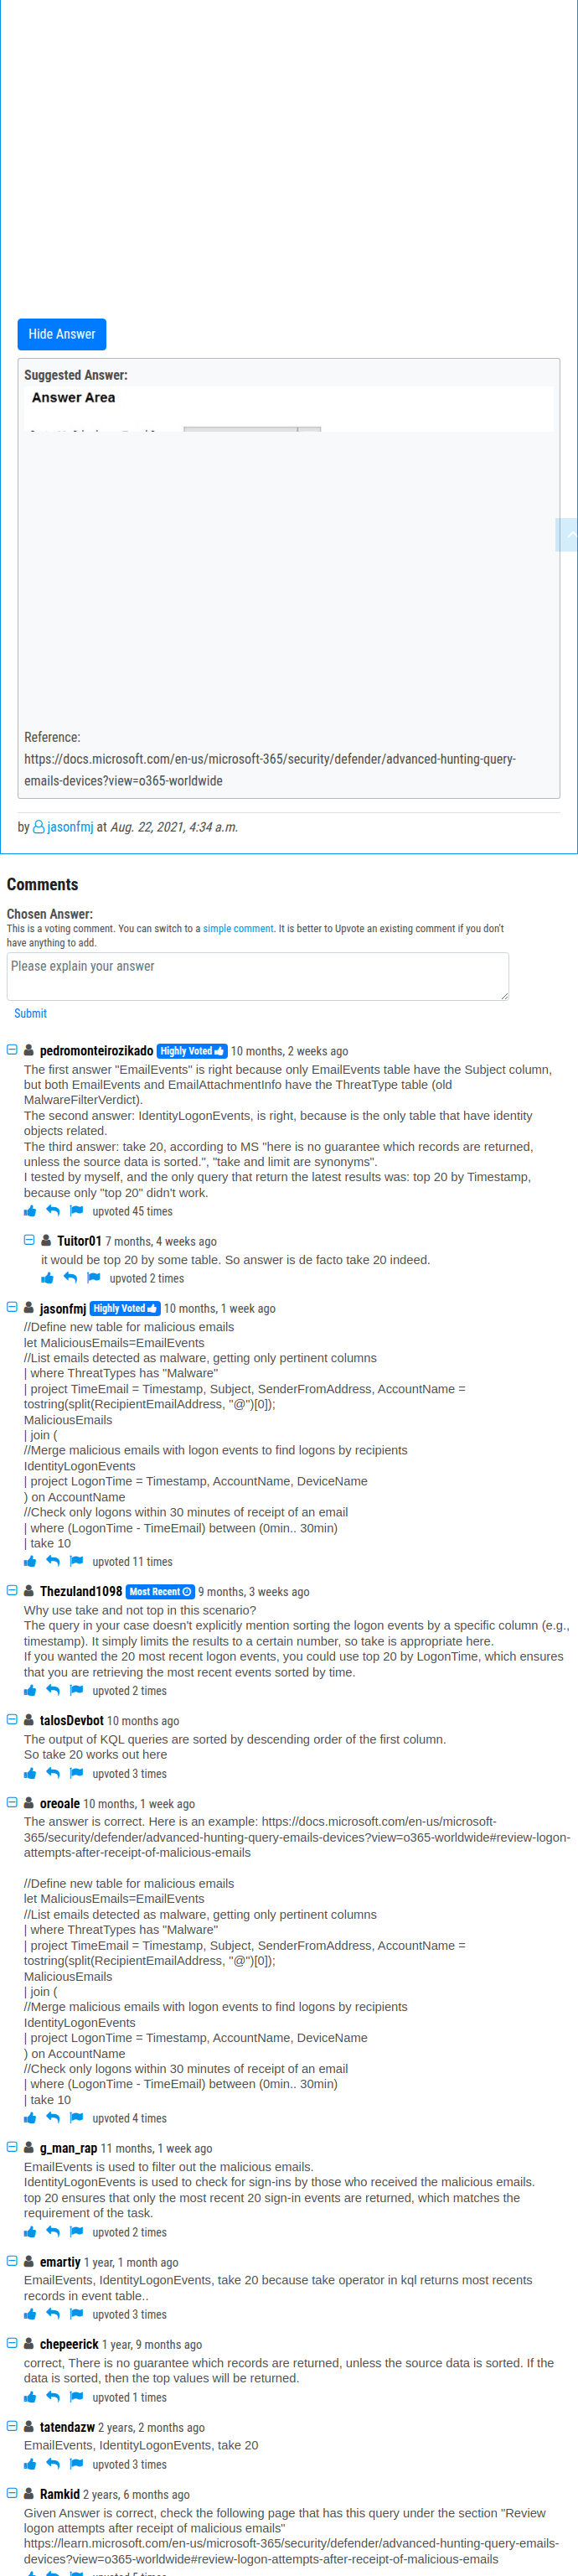 Hide Answer
Suggested Answer:
Answer Area
Reference:
https://docs.microsoft.com/en-us/microsoft-365/security/defender/advanced-hunting-query-
emails-devices?view=o365-worldwide
by jasonfmj at Aug. 22, 2021, 4:34 a.m.
Comments
Chosen Answer:
This is a voting comment. You can switch to a simple comment. It is better to Upvote an existing comment if you don't
have anything to add.
Please explain your answer
Submit
pedromonteirozikado Highly Voted 10 months, 2 weeks ago
The first answer "EmailEvents" is right because only EmailEvents table have the Subject column,
but both EmailEvents and EmailAttachmentInfo have the ThreatType table (old
MalwareFilterVerdict).
The second answer: IdentityLogonEvents, is right, because is the only table that have identity
objects related.
The third answer: take 20, according to MS "here is no guarantee which records are returned,
unless the source data is sorted.", "take and limit are synonyms".
I tested by myself, and the only query that return the latest results was: top 20 by Timestamp,
because only "top 20" didn't work.
upvoted 45 times
Tuitor01 7 months, 4 weeks ago
it would be top 20 by some table. So answer is de facto take 20 indeed.
upvoted 2 times
jasonfmj Highly Voted 10 months, 1 week ago
//Define new table for malicious emails
let MaliciousEmails=EmailEvents
//List emails detected as malware, getting only pertinent columns
| where ThreatTypes has "Malware"
| project TimeEmail = Timestamp, Subject, SenderFromAddress, AccountName =
tostring(split(RecipientEmailAddress, "@")[0]);
MaliciousEmails
| join (
//Merge malicious emails with logon events to find logons by recipients
IdentityLogonEvents
| project LogonTime = Timestamp, AccountName, DeviceName
) on AccountName
//Check only logons within 30 minutes of receipt of an email
| where (LogonTime - TimeEmail) between (0min.. 30min)
| take 10
upvoted 11 times
Thezuland1098 Most Recent 9 months, 3 weeks ago
Why use take and not top in this scenario?
The query in your case doesn't explicitly mention sorting the logon events by a specific column (e.g.,
timestamp). It simply limits the results to a certain number, so take is appropriate here.
If you wanted the 20 most recent logon events, you could use top 20 by LogonTime, which ensures
that you are retrieving the most recent events sorted by time.
upvoted 2 times
talosDevbot 10 months ago
The output of KQL queries are sorted by descending order of the first column.
So take 20 works out here
upvoted 3 times
oreoale 10 months, 1 week ago
The answer is correct. Here is an example: https://docs.microsoft.com/en-us/microsoft-
365/security/defender/advanced-hunting-query-emails-devices?view=o365-worldwide#review-logon-
attempts-after-receipt-of-malicious-emails
//Define new table for malicious emails
let MaliciousEmails=EmailEvents
//List emails detected as malware, getting only pertinent columns
| where ThreatTypes has "Malware"
| project TimeEmail = Timestamp, Subject, SenderFromAddress, AccountName =
tostring(split(RecipientEmailAddress, "@")[0]);
MaliciousEmails
| join (
//Merge malicious emails with logon events to find logons by recipients
IdentityLogonEvents
| project LogonTime = Timestamp, AccountName, DeviceName
) on AccountName
//Check only logons within 30 minutes of receipt of an email
| where (LogonTime - TimeEmail) between (0min.. 30min)
| take 10
upvoted 4 times
g_man_rap 11 months, 1 week ago
EmailEvents is used to filter out the malicious emails.
IdentityLogonEvents is used to check for sign-ins by those who received the malicious emails.
top 20 ensures that only the most recent 20 sign-in events are returned, which matches the
requirement of the task.
upvoted 2 times
emartiy 1 year, 1 month ago
EmailEvents, IdentityLogonEvents, take 20 because take operator in kql returns most recents
records in event table..
upvoted 3 times
chepeerick 1 year, 9 months ago
correct, There is no guarantee which records are returned, unless the source data is sorted. If the
data is sorted, then the top values will be returned.
upvoted 1 times
tatendazw 2 years, 2 months ago
EmailEvents, IdentityLogonEvents, take 20
upvoted 3 times
Ramkid 2 years, 6 months ago
Given Answer is correct, check the following page that has this query under the section "Review
logon attempts after receipt of malicious emails"
https://learn.microsoft.com/en-us/microsoft-365/security/defender/advanced-hunting-query-emails-
devices?view=o365-worldwide#review-logon-attempts-after-receipt-of-malicious-emails